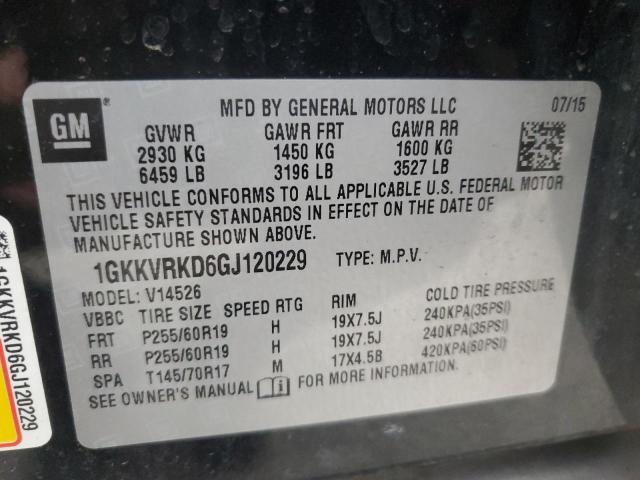 GM
®
MFD BY GENERAL MOTORS LLC 07/15
GVWR GAWR FRT GAWR RR
2930 KG 1450 KG 1600 KG
6459 LB 3196 LB 3527 LB
THIS VEHICLE CONFORMS TO ALL APPLICABLE U.S. FEDERAL MOTOR
VEHICLE SAFETY STANDARDS IN EFFECT ON THE DATE OF
MANUFACTURE SHOWN ABOVE.
1GKKVRKD6GJ120229 TYPE: M.P.V.
MODEL: V14526
VBBC TIRE SIZE SPEED RTG RIM COLD TIRE PRESSURE
FRT P255/60R19 H 19X7.5J 240KPA(35PSI)
RR P255/60R19 H 19X7.5J 240KPA(35PSI)
SPA T145/70R17 M 17X4.5B 420KPA(60PSI)
SEE OWNER'S MANUAL FOR MORE INFORMATION.
1GKKVRKD6GJ120229